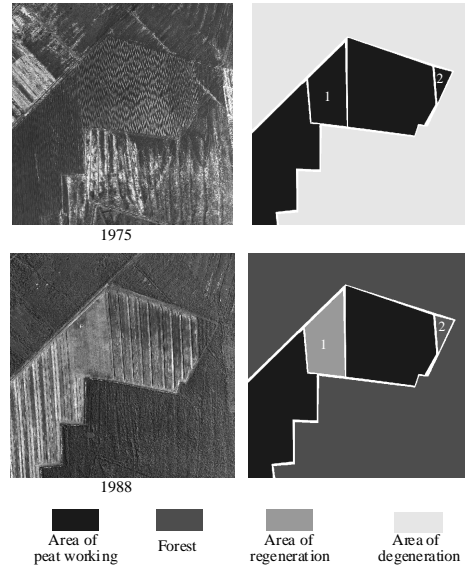 1
2
1975
1
2
1988
Area of
peat working
Forest
Area of
regeneration
Area of
degeneration